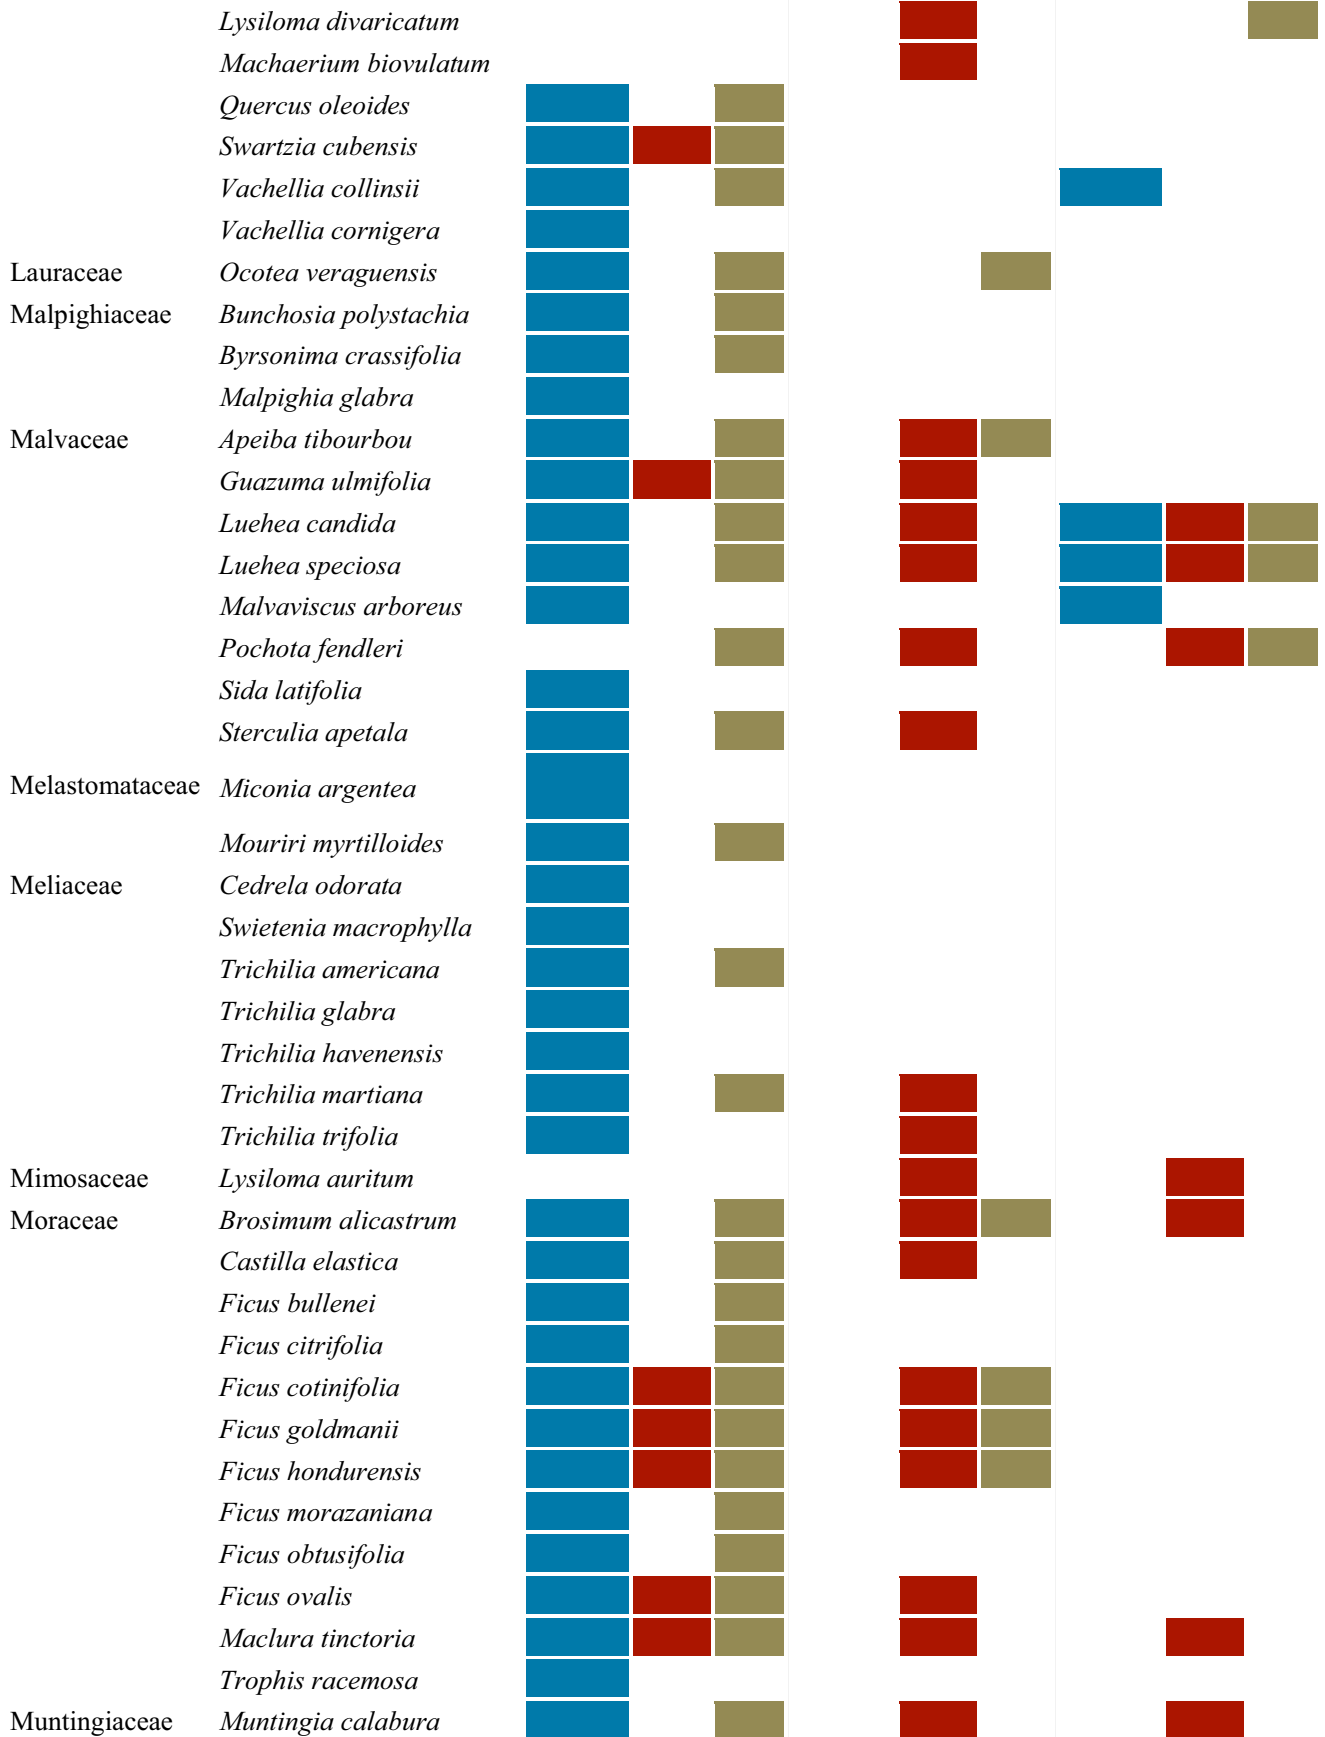 Lysiloma divaricatum
Machaerium biovulatum
Quercus oleoides
Swartzia cubensis
Vachellia collinsii
Vachellia cornigera
Lauraceae Ocotea veraguensis
Malpighiaceae Bunchosia polystachia
Byrsonima crassifolia
Malpighia glabra
Malvaceae Apeiba tibourbou
Guazuma ulmifolia
Luehea candida
Luehea speciosa
Malvaviscus arboreus
Pochota fendleri
Sida latifolia
Sterculia apetala
Melastomataceae Miconia argentea
Mouriri myrtilloides
Meliaceae Cedrela odorata
Swietenia macrophylla
Trichilia americana
Trichilia glabra
Trichilia havenensis
Trichilia martiana
Trichilia trifolia
Mimosaceae Lysiloma auritum
Moraceae Brosimum alicastrum
Castilla elastica
Ficus bullenei
Ficus citrifolia
Ficus cotinifolia
Ficus goldmanii
Ficus hondurensis
Ficus morazaniana
Ficus obtusifolia
Ficus ovalis
Maclura tinctoria
Trophis racemosa
Muntingiaceae Muntingia calabura